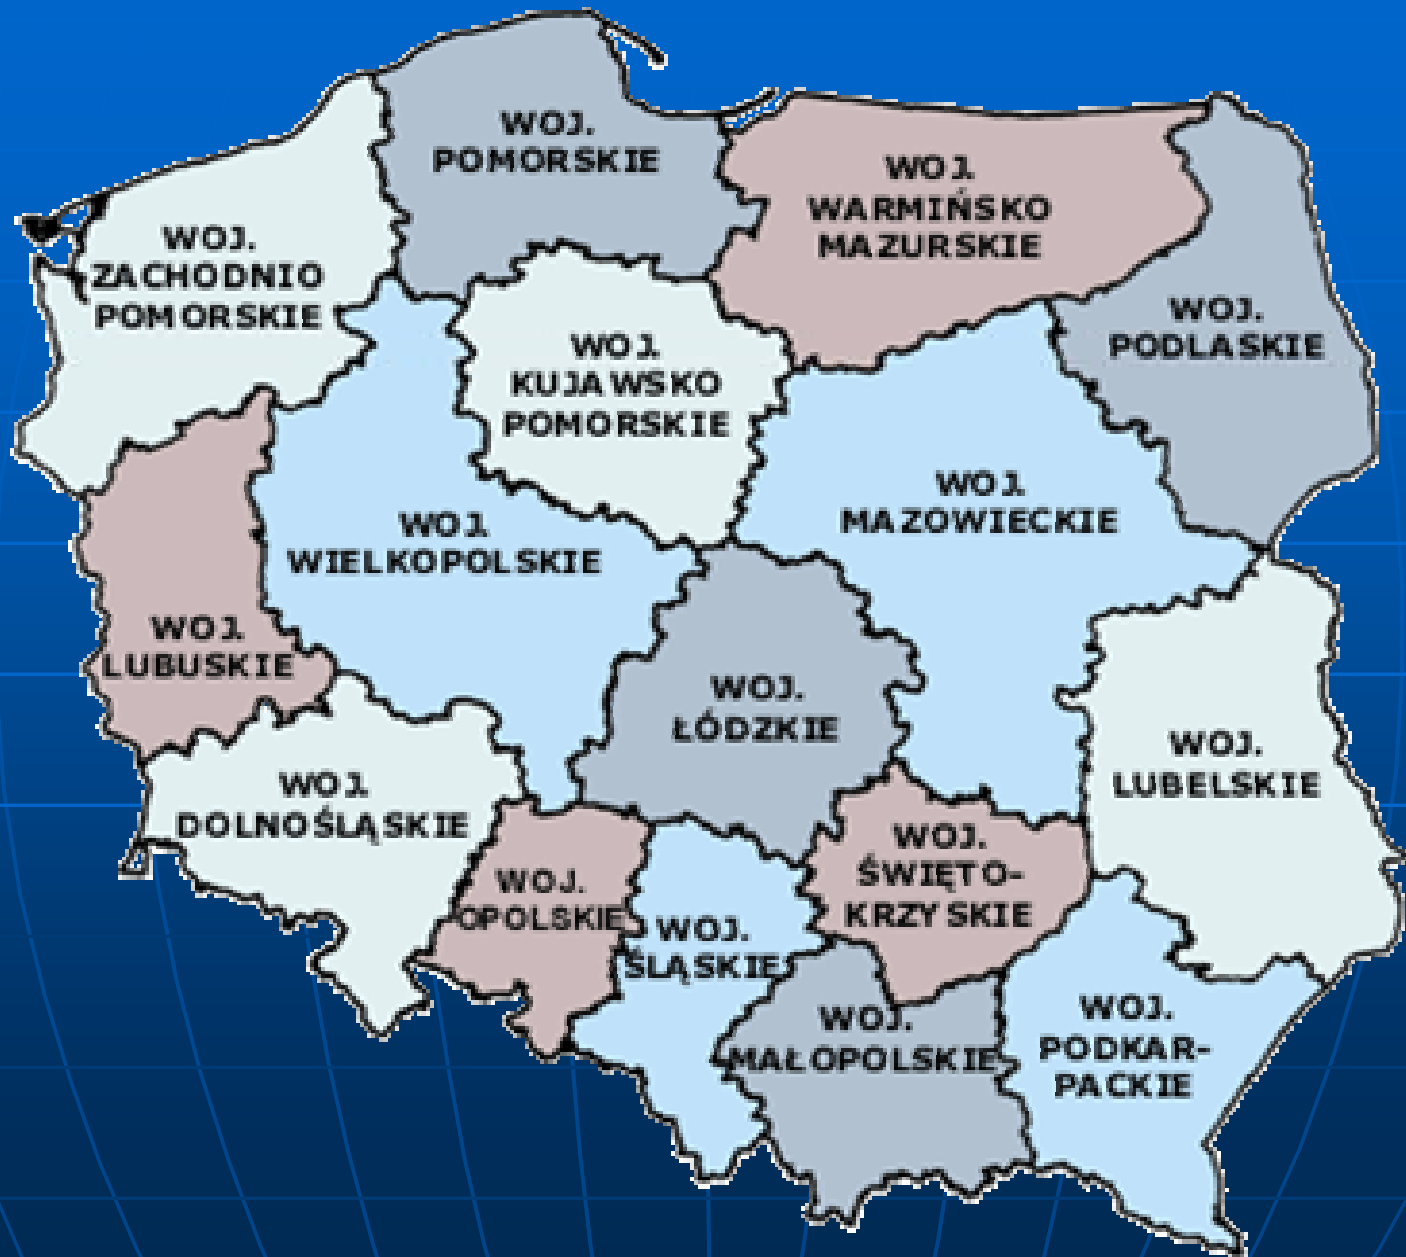 WOJ.
POMORSKIE
WOJ.
WARMIŃSKO
MAZURSKIE
WOJ.
ZACHODNIO
POMORSKIE
WOJ.
PODLASKIE
WOJ.
KUJAWSKO
POMORSKIE
WOJ.
MAZOWIECKIE
WOJ.
WIELKOPOLSKIE
WOJ.
LUBUSKIE
WOJ.
ŁÓDZKIE
WOJ.
LUBELSKIE
WOJ.
DOLNOŚLĄSKIE
WOJ.
ŚWIĘTO-
KRZYSKIE
WOJ.
OPOLSKIE
WOJ.
ŚLĄSKIE
WOJ.
MAŁOPOLSKIE
WOJ.
PODKAR-
PACKIE